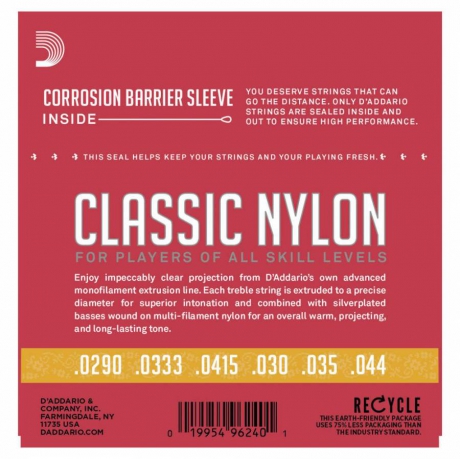 CORROSION BARRIER SLEEVE
INSIDE
YOU DESERVE STRINGS THAT CAN
GO THE DISTANCE. ONLY D'ADDARIO
STRINGS ARE SEALED INSIDE AND
OUT TO ENSURE HIGH PERFORMANCE.
THIS SEAL HELPS KEEP YOUR STRINGS AND YOUR PLAYING FRESH.
CLASSIC NYLON
FOR PLAYERS OF ALL SKILL LEVELS
Enjoy impeccably clear projection from D'Addario's own advanced
monofilament extrusion line. Each treble string is extruded to a precise
diameter for superior intonation and combined with silverplated
basses wound on multi-filament nylon for an overall warm, projecting,
and long-lasting tone.
.0290 .0333 .0415 .030 .035 .044
D'ADDARIO &
COMPANY, INC.
FARMINGDALE, NY
11735 USA
DADDARIO.COM
0 19954 96240 1
RECYCLE
THIS EARTH-FRIENDLY PACKAGE
USES 75% LESS PACKAGING THAN
THE INDUSTRY STANDARD.